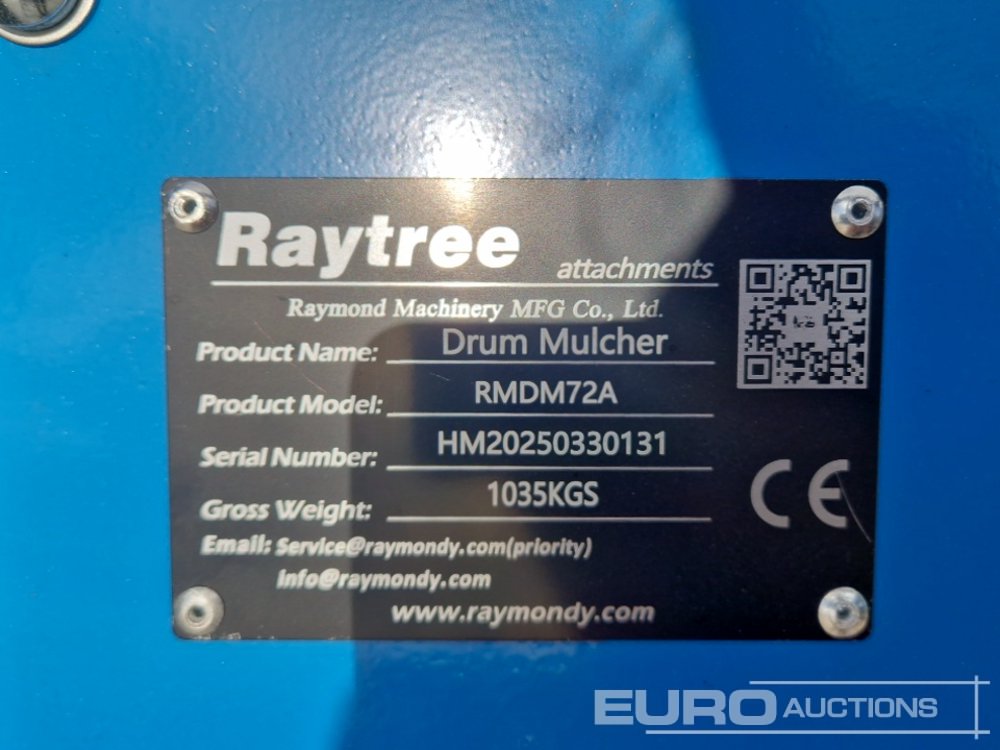 Raytree
attachments
Raymond Machinery MFG Co., Ltd.
Product Name: Drum Mulcher
Product Model: RMDM72A
Serial Number: HM20250330131
Gross Weight: 1035KGS
CE
Email: Service@raymondy.com(priority)
Info@raymondy.com
www.raymondy.com
EURO AUCTIONS